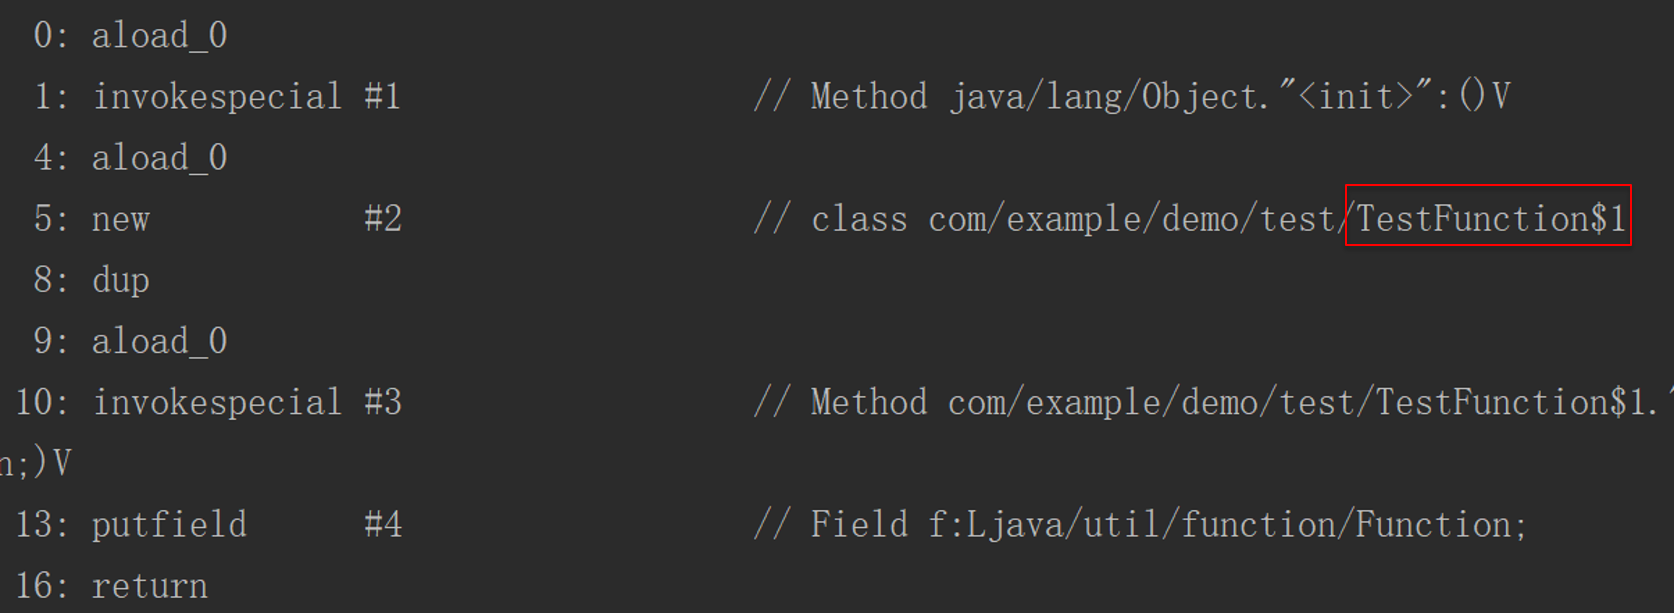 0: aload_0
1: invokespecial #1 // Method java/lang/Object."<init>":()V
4: aload_0
5: new #2 // class com/example/demo/test/TestFunction$1
8: dup
9: aload_0
10: invokespecial #3 // Method com/example/demo/test/TestFunction$1.
n;)V
13: putfield #4 // Field f:Ljava/util/function/Function;
16: return